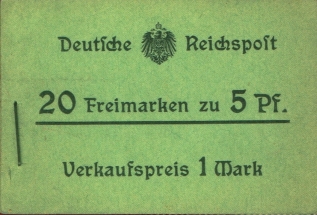 Deutsche Reichspost
20 Freimarken zu 5 Pf.
Verkaufspreis 1 Mark